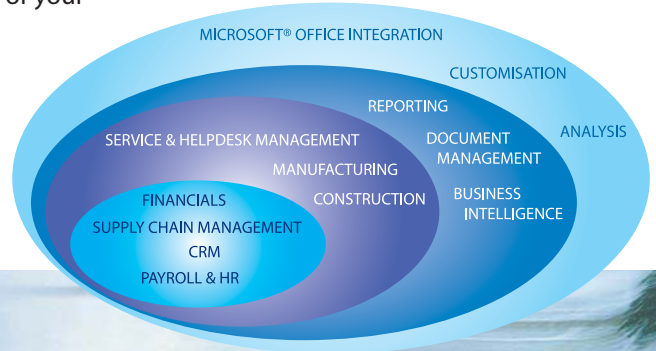 of your
MICROSOFT® OFFICE INTEGRATION
CUSTOMISATION
REPORTING
ANALYSIS
SERVICE & HELPDESK MANAGEMENT
DOCUMENT
MANAGEMENT
MANUFACTURING
CONSTRUCTION
BUSINESS
INTELLIGENCE
FINANCIALS
SUPPLY CHAIN MANAGEMENT
CRM
PAYROLL & HR